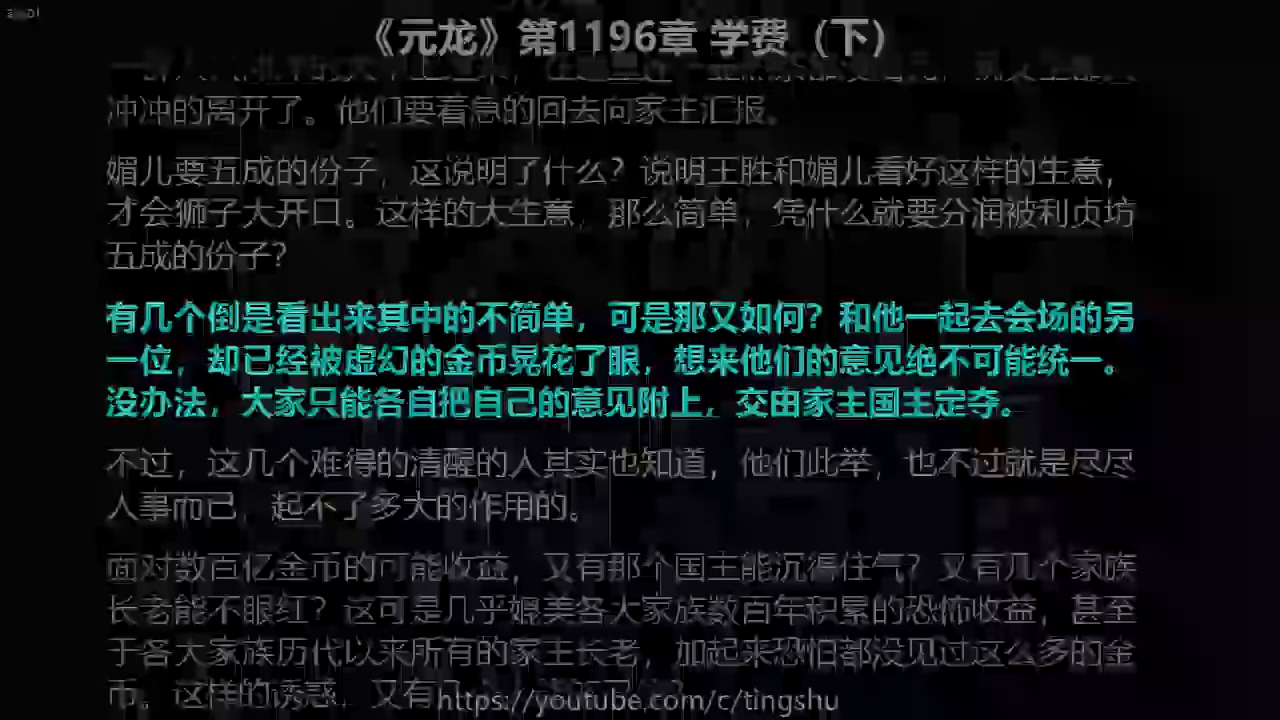 《元龙》第1196章 学费（下）
冲冲的离开了。他们要着急的回去向家主汇报。
媚儿要五成的份子，这说明了什么？说明王胜和媚儿看好这样的生意，
才会狮子大开口。这样的大生意，那么简单，凭什么就要分润被利贞坊
五成的份子？
有几个倒是看出来其中的不简单，可是那又如何？和他一起去会场的另
一位，却已经被虚幻的金币晃花了眼，想来他们的意见绝不可能统一。
没办法，大家只能各自把自己的意见附上，交由家主国主定夺。
不过，这几个难得的清醒的人其实也知道，他们此举，也不过就是尽尽
人事而已，起不了多大的作用的。
面对数百亿金币的可能收益，又有那个国主能沉得住气？又有几个家族
长老能不眼红？这可是几乎媲美各大家族数百年积累的恐怖收益，甚至
于各大家族历代以来所有的家主长老，加起来恐怕都没见过这么多的金
币。这样的诱惑，又有
https://youtube.com/c/tingshu